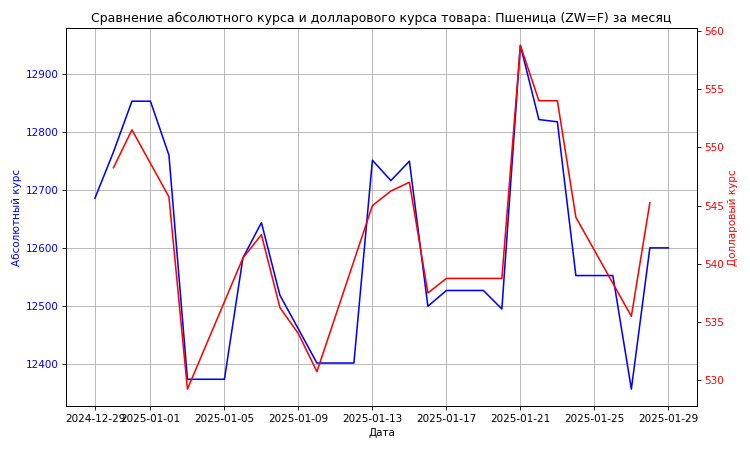 Сравнение абсолютного курса и долларового курса товара: Пшеница (ZW=F) за месяц
Абсолютный курс
12900
12800
12700
12600
12500
12400
560
555
550
545
540
535
530
Долларовый курс
2024-12-29 2025-01-01 2025-01-05 2025-01-09 2025-01-13 2025-01-17 2025-01-21 2025-01-25 2025-01-29
Дата